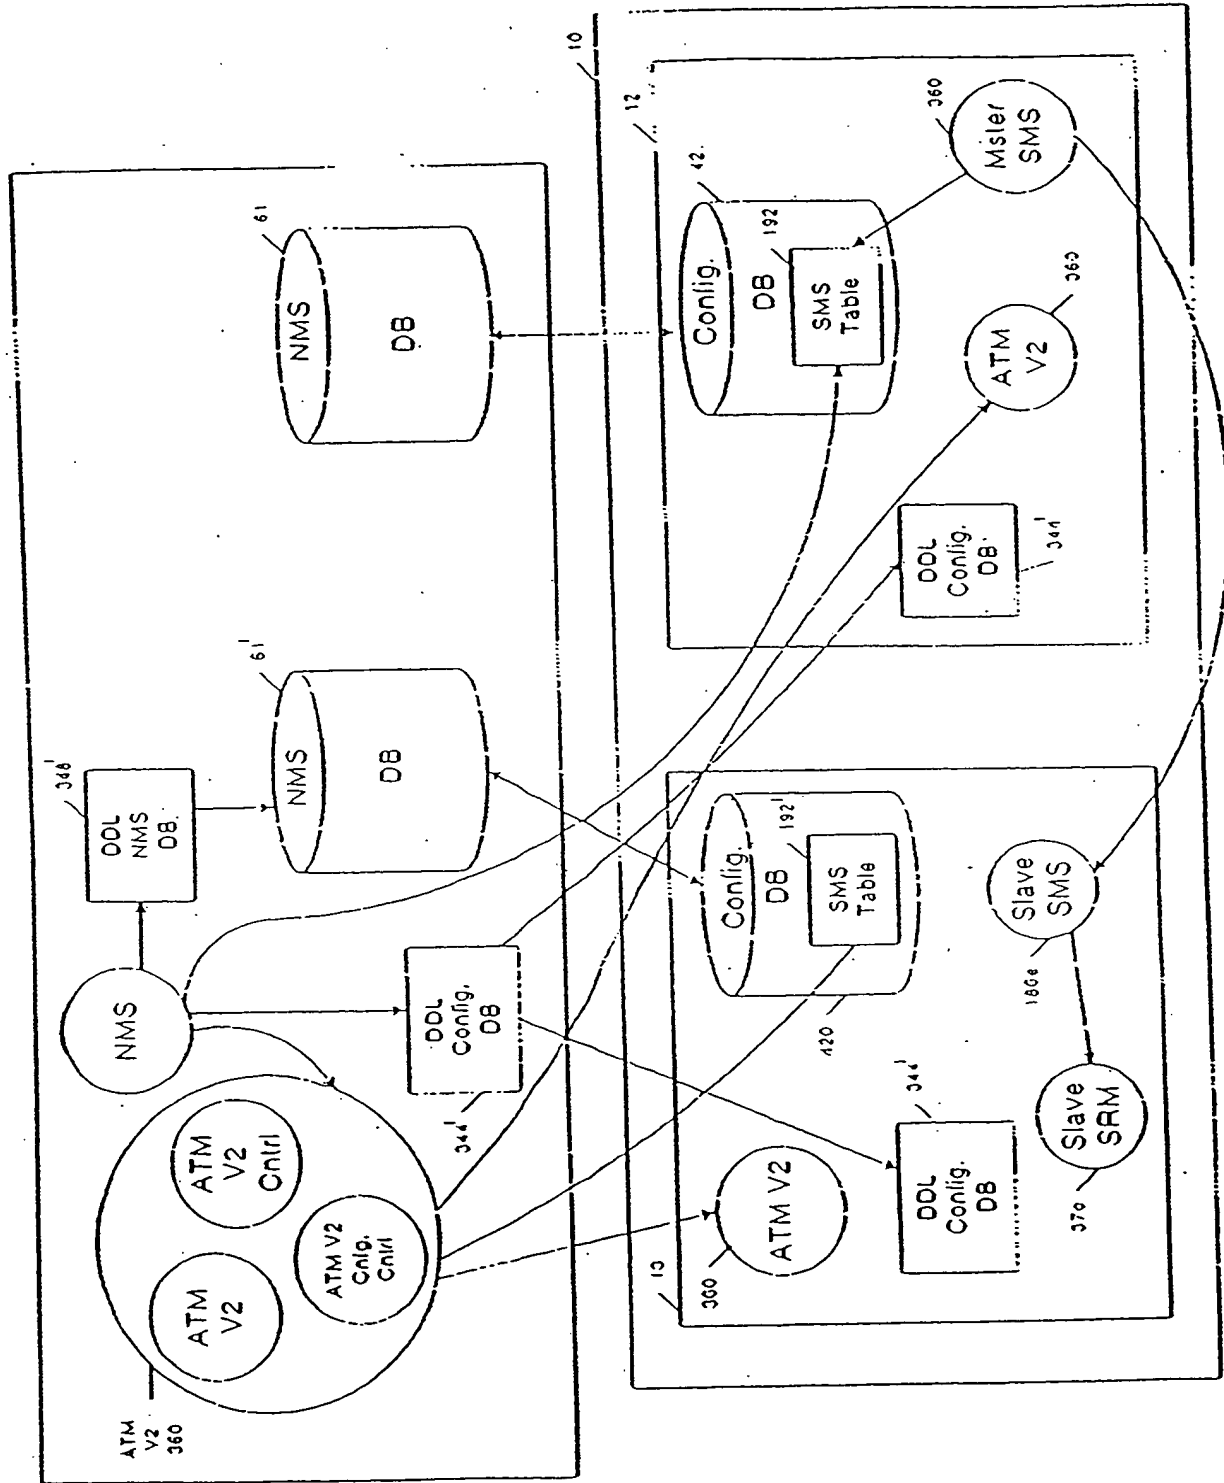 ATM
V2
360
ATM
V2
ATM
V2
Cntrl
ATM V2
Cnfg.
Cntrl
NMS
DDL
NMS
DB
348'
DDL
Config.
DB
344'
NMS
DB
61'
NMS
DB
61
10
13
360
ATM V2
DDL
Config.
DB
344'
Config.
DB
192'
SMS
Table
420
Slave
SMS
180e
Slave
SRM
370
12
42
Config.
DB
192
SMS
Table
DDL
Config.
DB
344'
ATM
V2
360
Mster
SMS
360